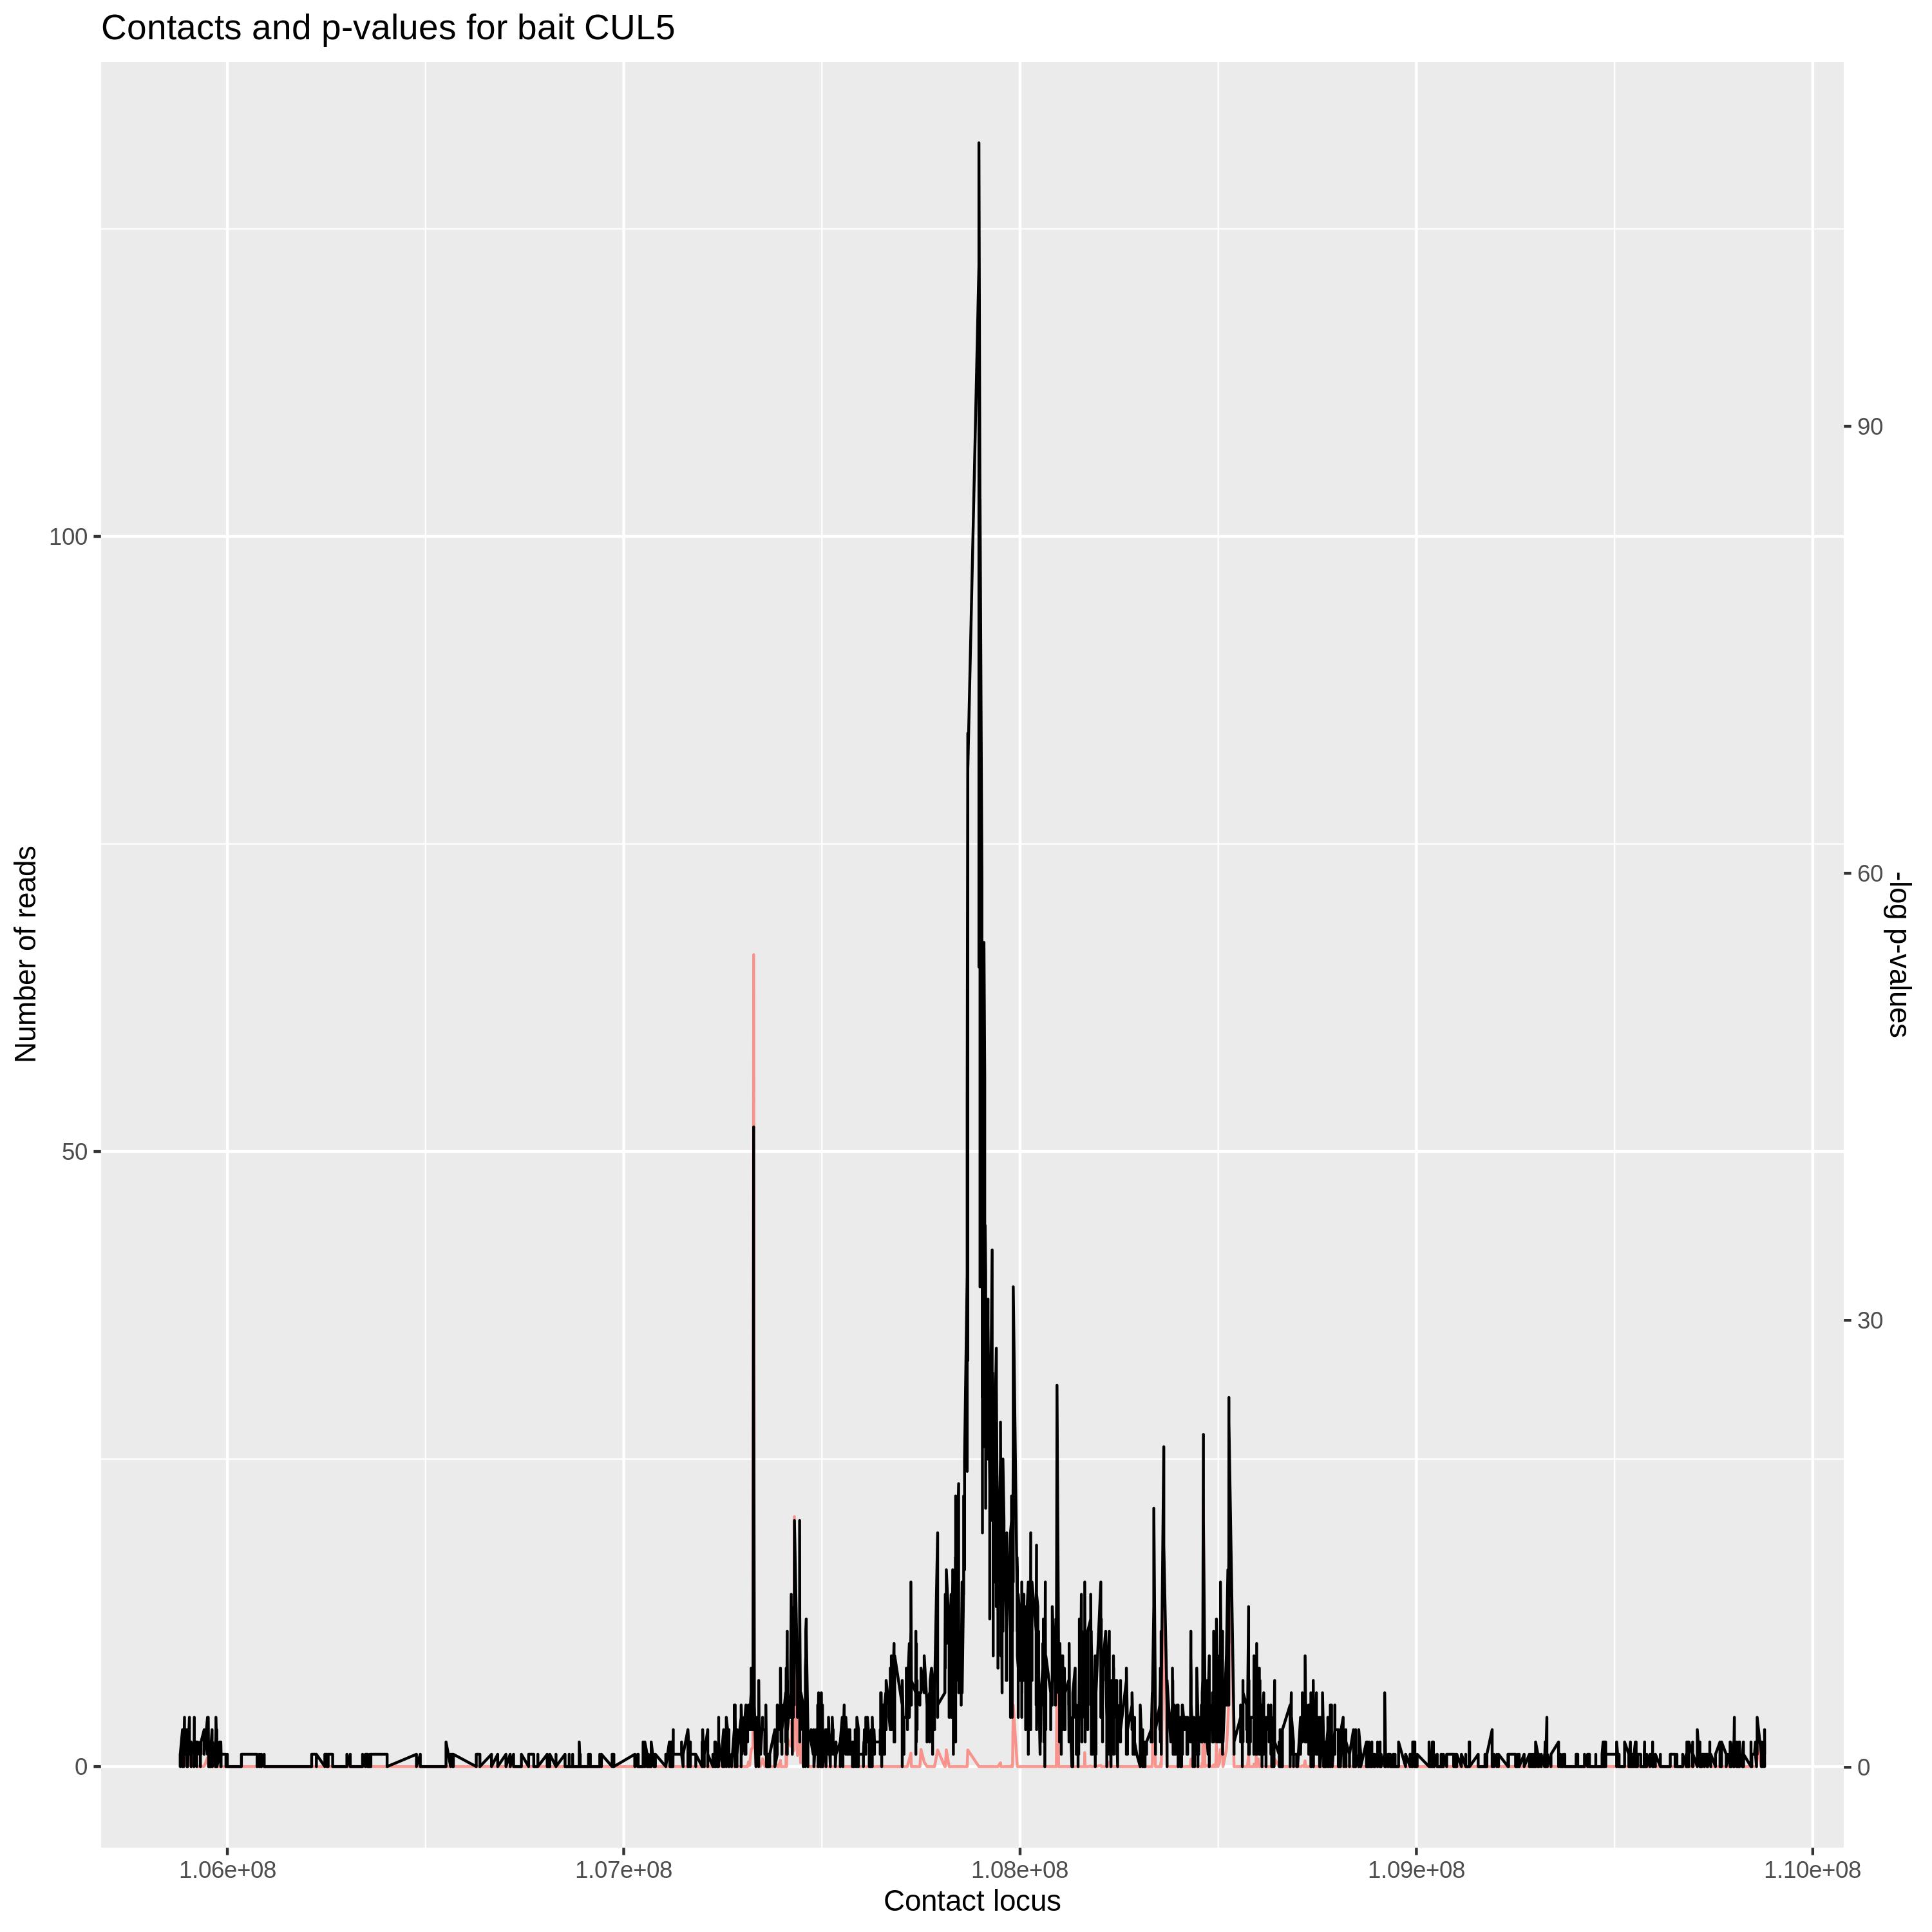 Contacts and p-values for bait CUL5
Number of reads
100
50
0
90
60
30
0
-log p-values
1.06e+08
1.07e+08
1.08e+08
1.09e+08
1.10e+08
Contact locus